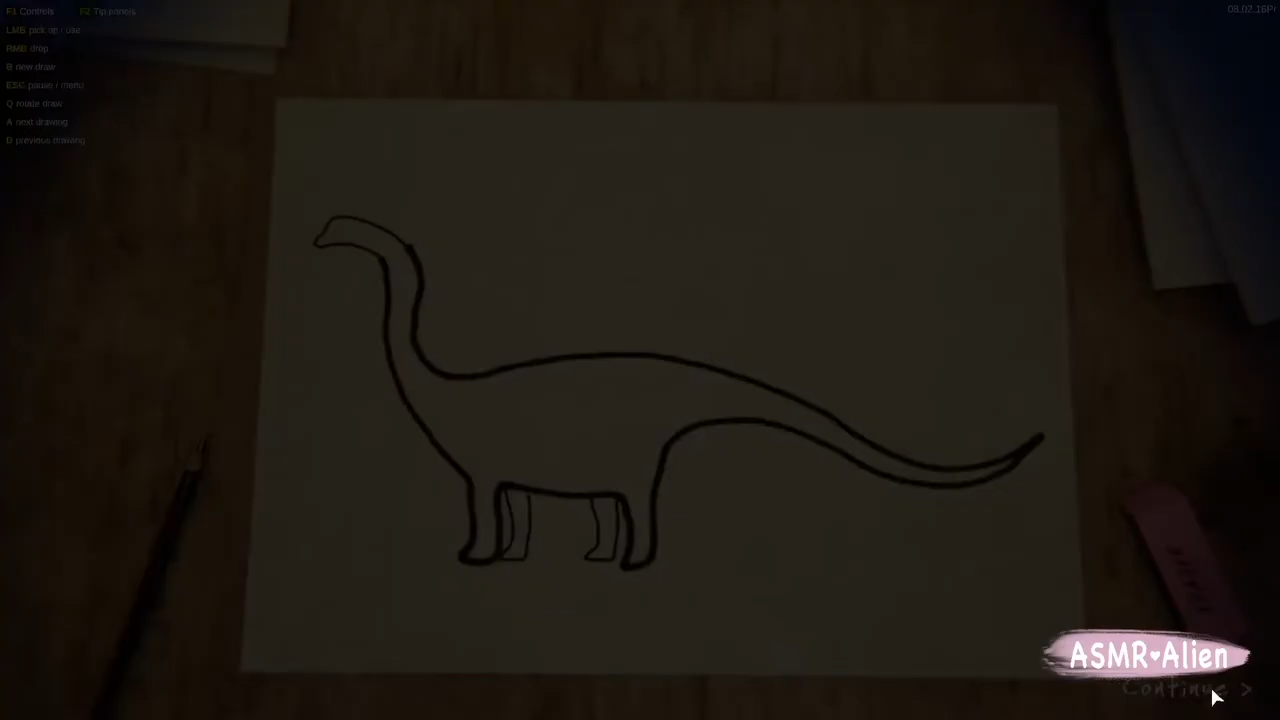 F1 Controls F2 Tip panels
LMB pick up / use
RMB drop
B new draw
ESC pause / menu
Q rotate draw
A next drawing
D previous drawing
ASMR♥Alien
Continue >